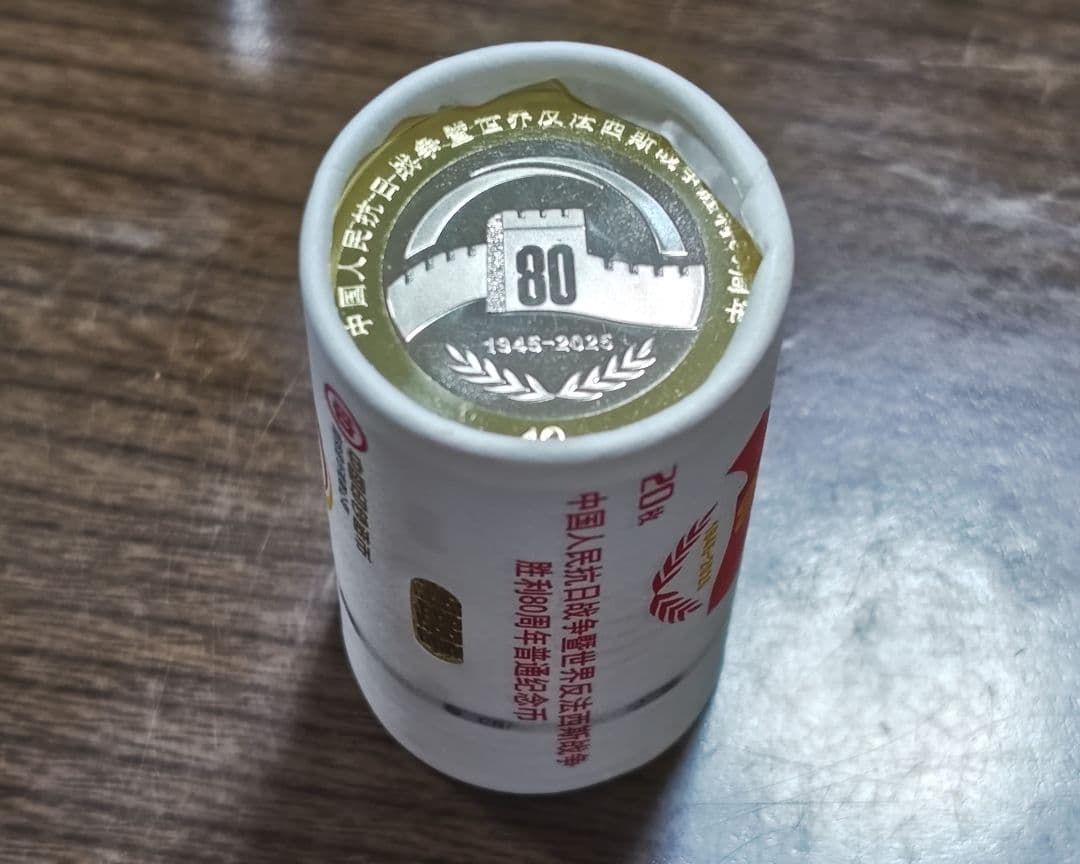 中国人民抗日战争暨世界反法西斯战争胜利80周年
80
1945-2025
20枚
中国人民抗日战争暨世界反法西斯战争
胜利80周年普通纪念币